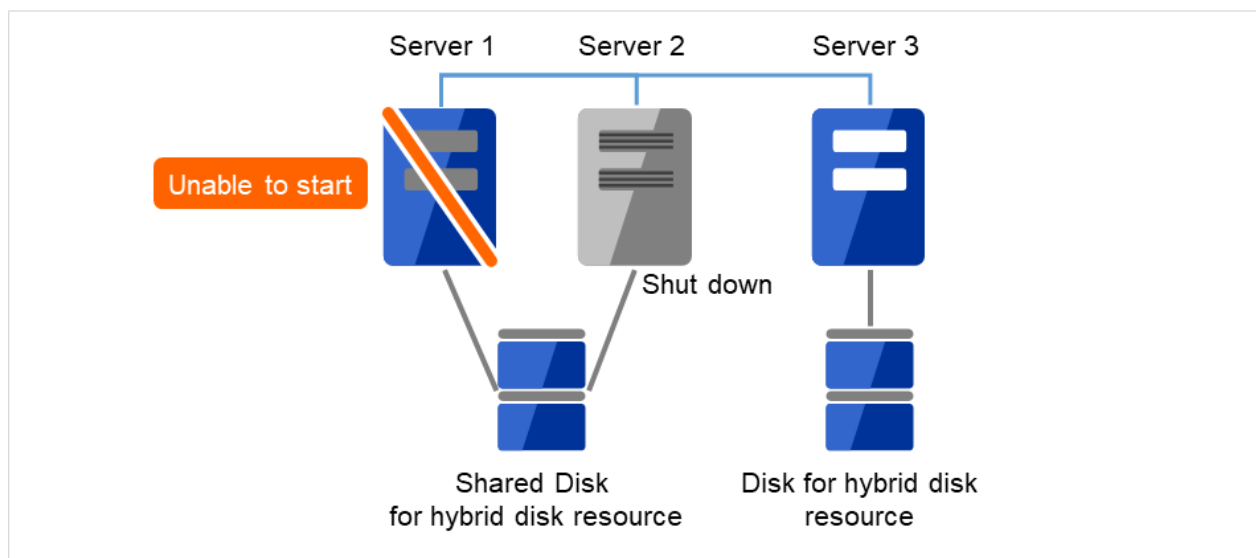 Server 1
Server 2
Server 3
Unable to start
Shut down
Shared Disk
for hybrid disk resource
Disk for hybrid disk
resource